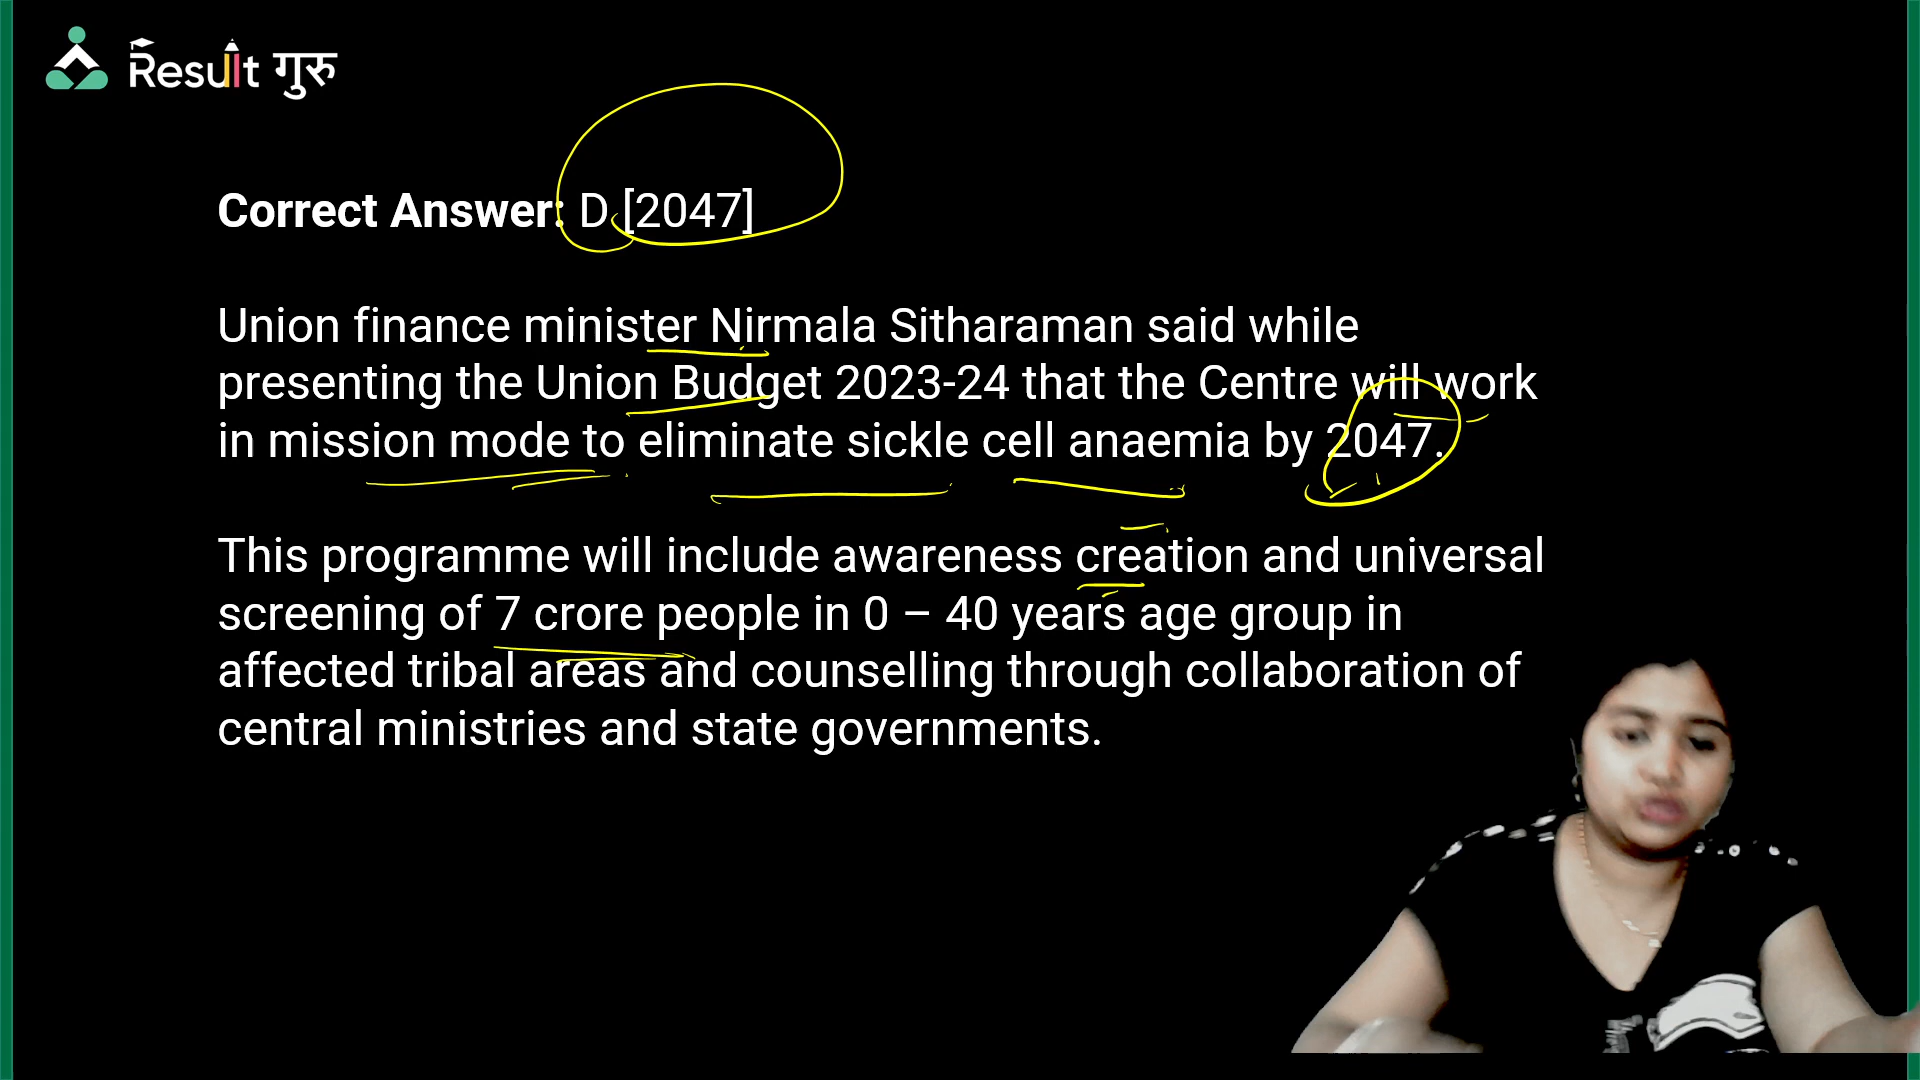 Result गुरु
Correct Answer: D [2047]
Union finance minister Nirmala Sitharaman said while
presenting the Union Budget 2023-24 that the Centre will work
in mission mode to eliminate sickle cell anaemia by 2047.
This programme will include awareness creation and universal
screening of 7 crore people in 0 – 40 years age group in
affected tribal areas and counselling through collaboration of
central ministries and state governments.